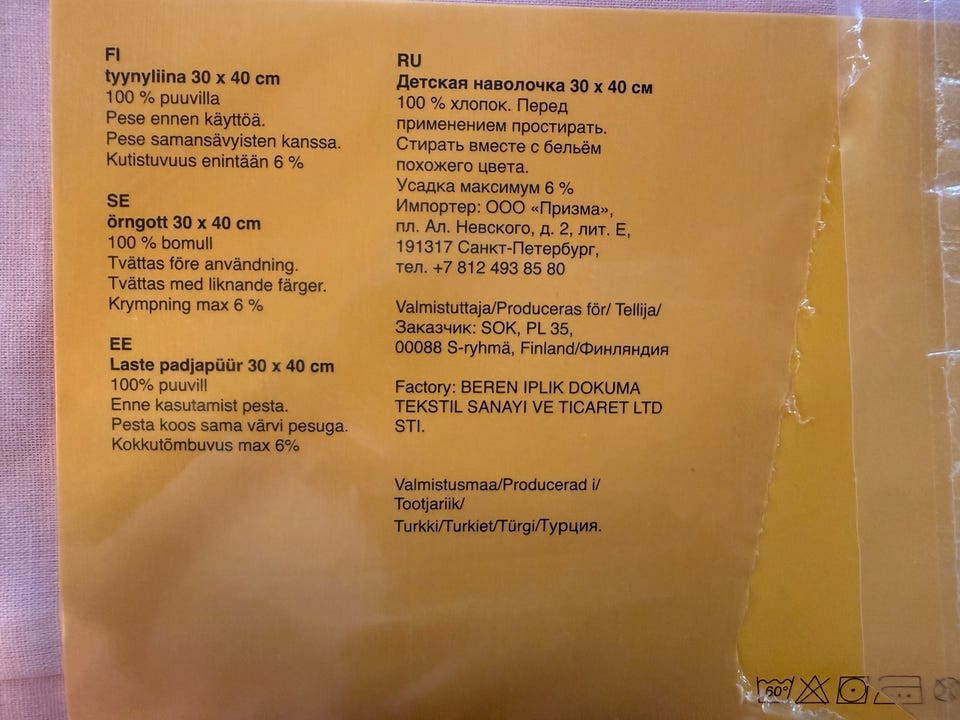 FI
tyynyliina 30 x 40 cm
100 % puuvilla
Pese ennen käyttöä.
Pese samansävyisten kanssa.
Kutistuvuus enintään 6 %
SE
örngott 30 x 40 cm
100 % bomull
Tvättas före användning.
Tvättas med liknande färger.
Krympning max 6 %
EE
Laste padjapüür 30 x 40 cm
100% puuvill
Enne kasutamist pesta.
Pesta koos sama värvi pesuga.
Kokkutõmbuvus max 6%
RU
Детская наволочка 30 x 40 см
100 % хлопок. Перед
применением простирать.
Стирать вместе с бельём
похожего цвета.
Усадка максимум 6 %
Импортер: ООО «Призма»,
пл. Ал. Невского, д. 2, лит. Е,
191317 Санкт-Петербург,
тел. +7 812 493 85 80
Valmistuttaja/Produceras för/ Tellija/
Заказчик: SOK, PL 35,
00088 S-ryhmä, Finland/Финляндия
Factory: BEREN IPLIK DOKUMA
TEKSTIL SANAYI VE TICARET LTD
STI.
Valmistusmaa/Producerad i/
Tootjariik/
Turkki/Turkiet/Türgi/Турция.
60°